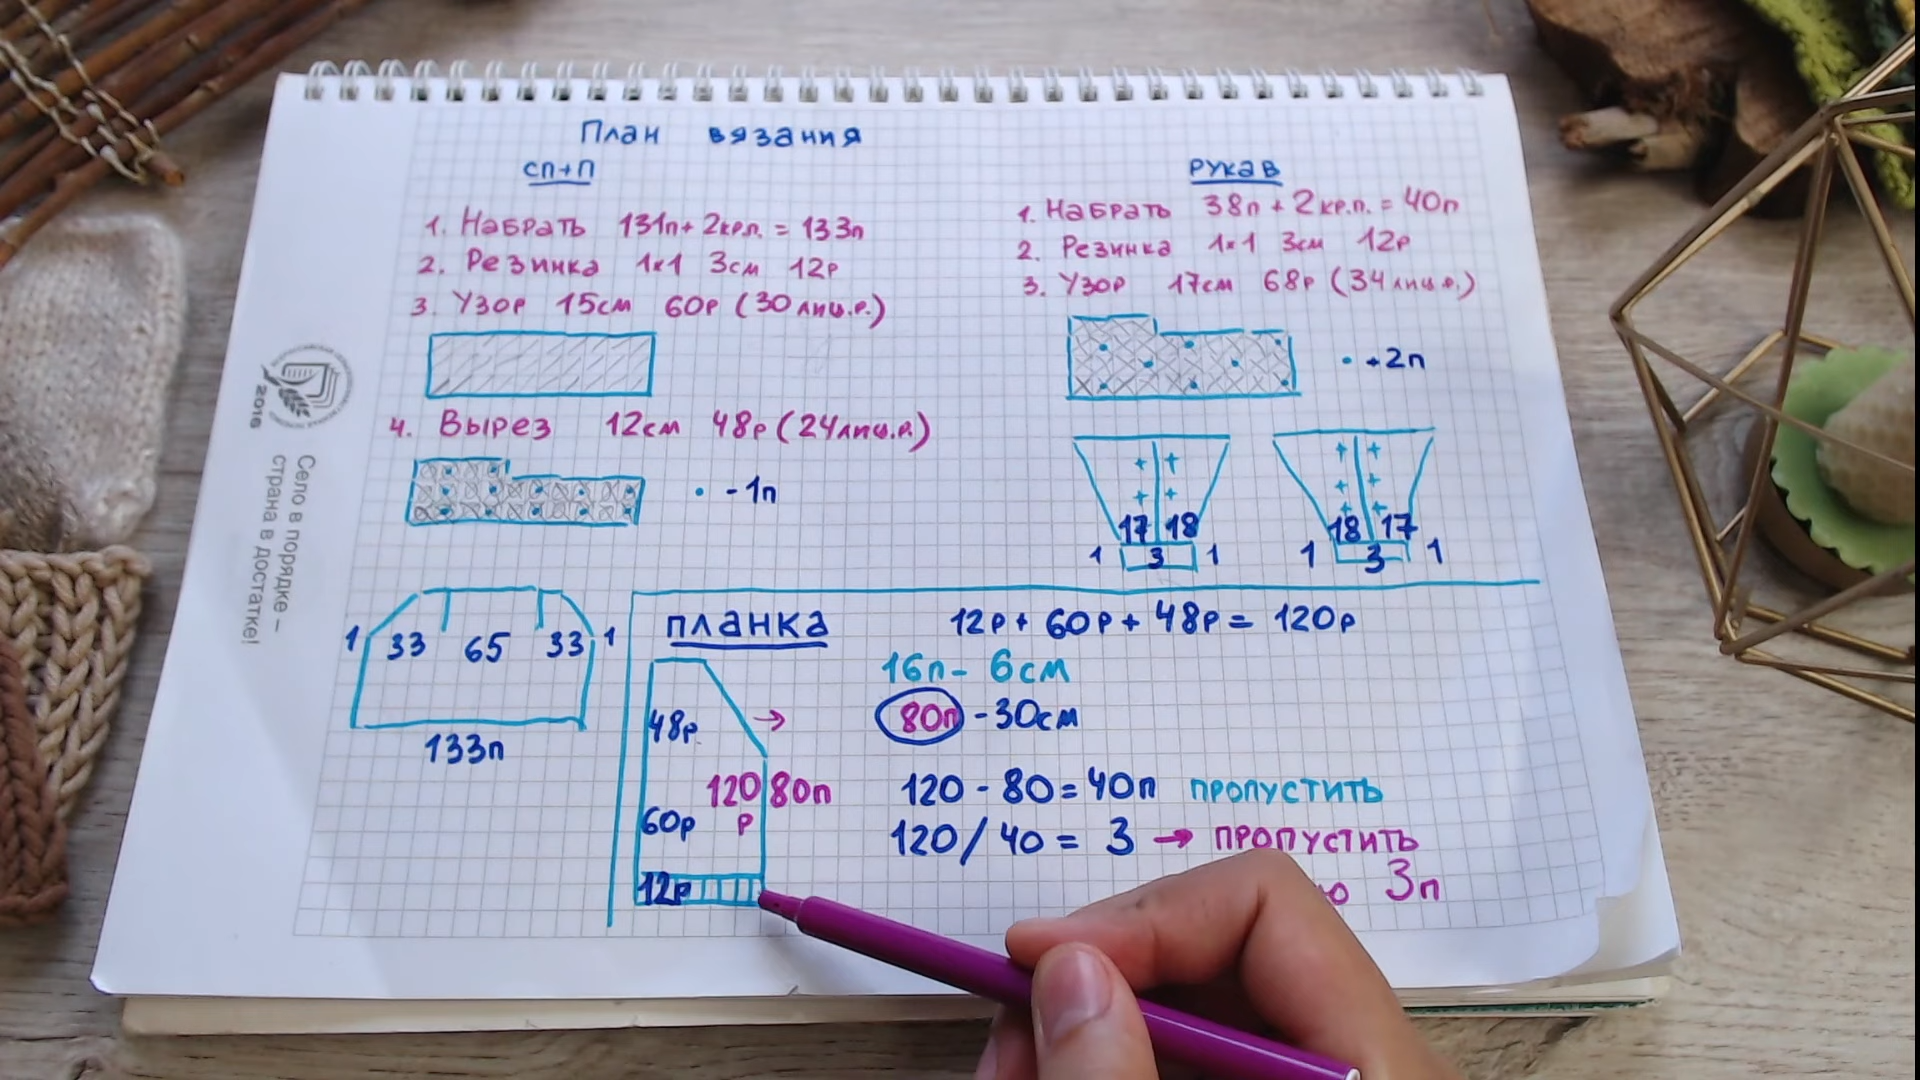 План вязания
сп+п
1. Набрать 131п+2кр.п. = 133п
2. Резинка 1x1 3см 12р
3. Узор 15см 60р (30 лиц.р.)
4. Вырез 12см 48р (24лиц.р.)
• -1п
1 33 65 33 1
133п
рукав
1. Набрать 38п+2кр.п. = 40п
2. Резинка 1x1 3см 12р
3. Узор 17см 68р (34лиц.р.)
• +2п
17 18
1 3 1
18 17
1 3 1
планка
12р+60р+48р = 120р
16п - 6см
80п - 30см
48р
120 80п
р
60р
12р
120 - 80 = 40п пропустить
120/40 = 3 → пропустить
3п
Село в порядке –
страна в достатке!
2016